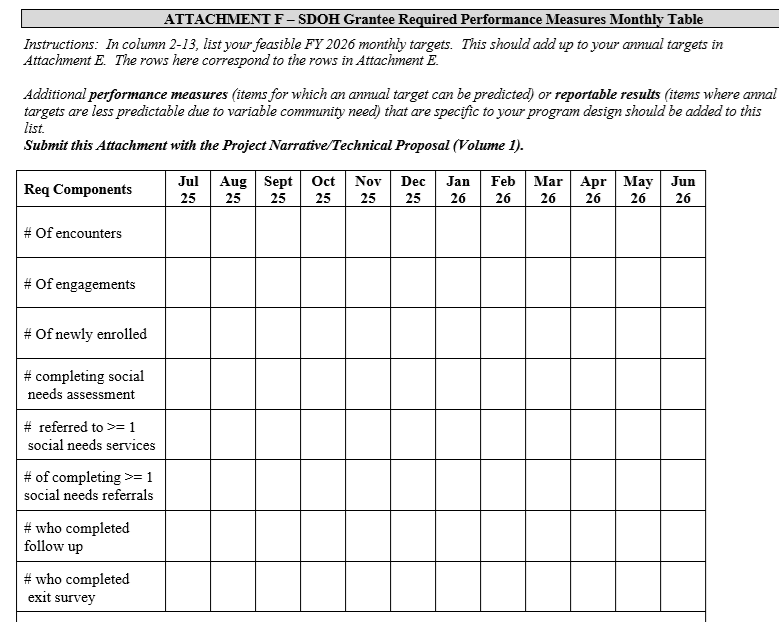 ATTACHMENT F – SDOH Grantee Required Performance Measures Monthly Table
Instructions: In column 2-13, list your feasible FY 2026 monthly targets. This should add up to your annual targets in
Attachment E. The rows here correspond to the rows in Attachment E.
Additional performance measures (items for which an annual target can be predicted) or reportable results (items where annal
targets are less predictable due to variable community need) that are specific to your program design should be added to this
list.
Submit this Attachment with the Project Narrative/Technical Proposal (Volume 1).
Req Components Jul 25 Aug 25 Sept 25 Oct 25 Nov 25 Dec 25 Jan 26 Feb 26 Mar 26 Apr 26 May 26 Jun 26
# Of encounters
# Of engagements
# Of newly enrolled
# completing social
needs assessment
# referred to >= 1
social needs services
# of completing >= 1
social needs referrals
# who completed
follow up
# who completed
exit survey